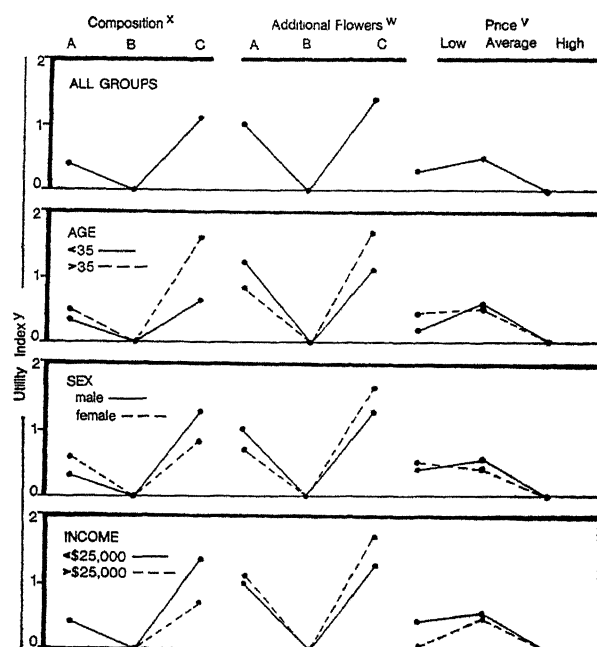 Composition x Additional Flowers w Price v
A B C A B C Low Average High
2
ALL GROUPS
1
0
2
AGE
<35
>35
1
0
2
SEX
male
female
1
0
2
INCOME
<$25,000
>$25,000
1
0
Utility Index y